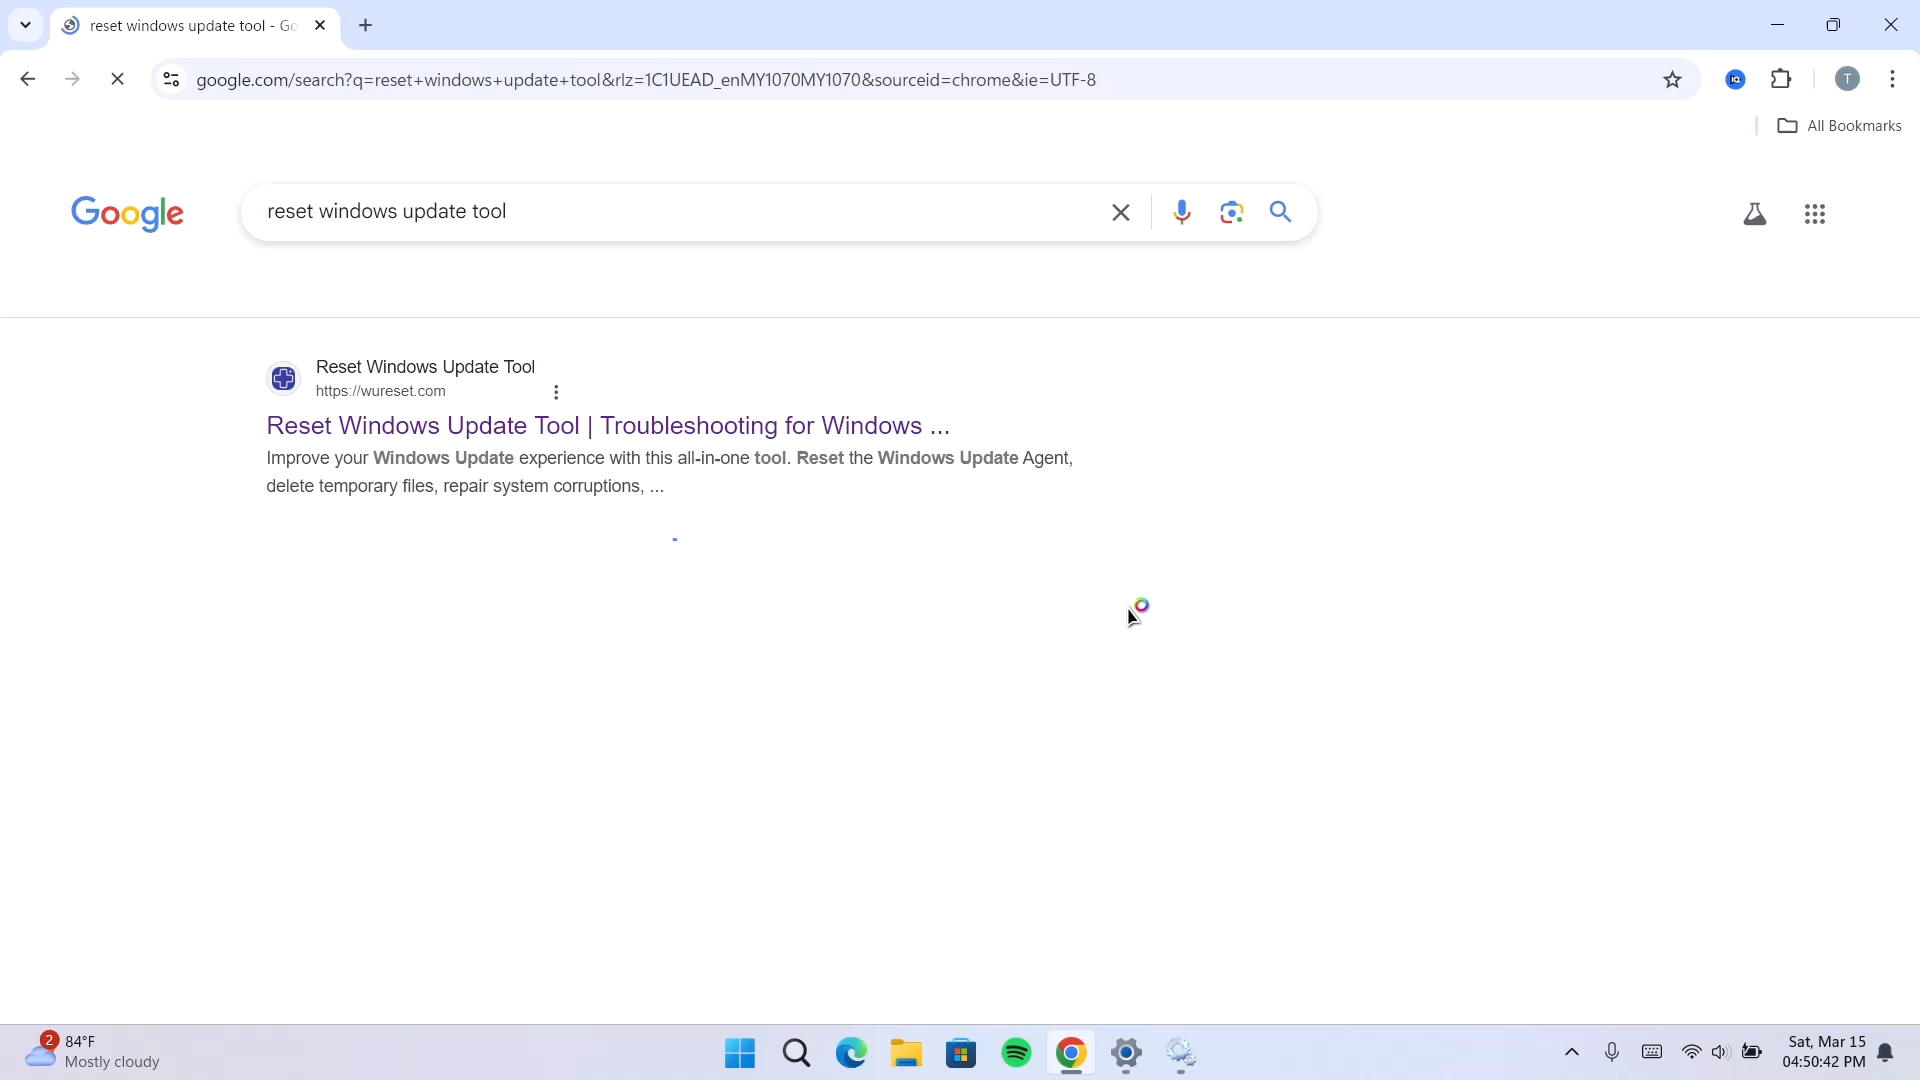 reset windows update tool - Go
google.com/search?q=reset+windows+update+tool&rlz=1C1UEAD_enMY1070MY1070&sourceid=chrome&ie=UTF-8
T
All Bookmarks
Google
reset windows update tool
Reset Windows Update Tool
https://wureset.com
Reset Windows Update Tool | Troubleshooting for Windows ...
Improve your Windows Update experience with this all-in-one tool. Reset the Windows Update Agent,
delete temporary files, repair system corruptions, ...
2
84°F
Mostly cloudy
Sat, Mar 15
04:50:42 PM